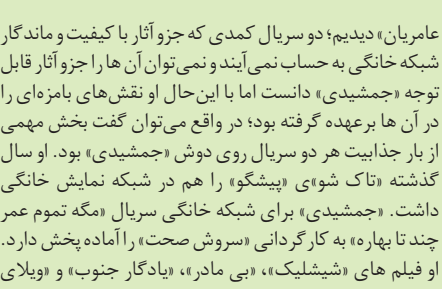 عامریان» دیدیم؛ دو سریال کمدی که جزو آثار با کیفیت و ماندگار
شبکه خانگی به حساب نمی‌آیند و نمی‌توان آن ها را جزو آثار قابل
توجه «جمشیدی» دانست اما با این‌حال او نقش‌های بامزه‌ای را
در آن ها برعهده گرفته بود؛ در واقع می‌توان گفت بخش مهمی
از بار جذابیت هر دو سریال روی دوش «جمشیدی» بود. او سال
گذشته «تاک شو»ی «پیشگو» را هم در شبکه نمایش خانگی
داشت. «جمشیدی» برای شبکه خانگی سریال «مگه تموم عمر
چند تا بهاره» به کارگردانی «سروش صحت» را آماده پخش دارد.
او فیلم های «شیشلیک»، «بی مادر»، «یادگار جنوب» و «ویلای